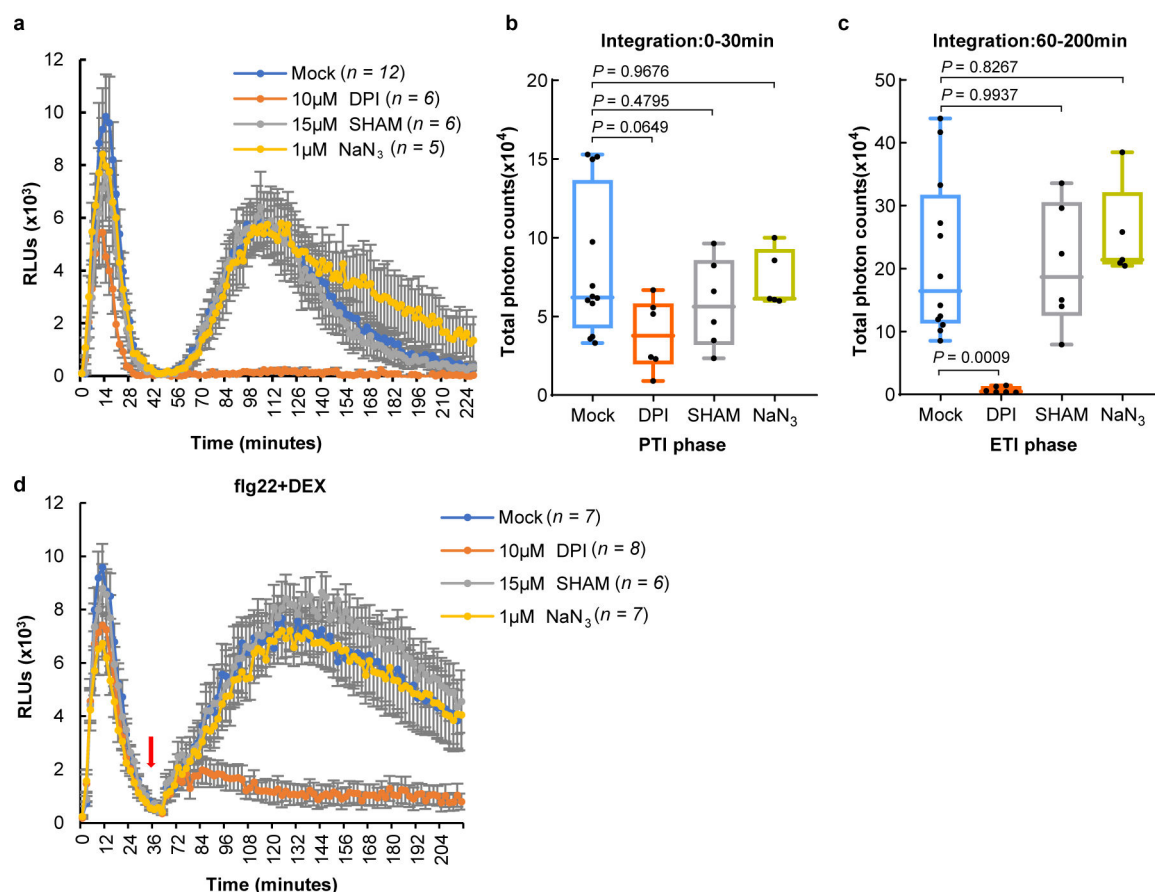 a
12
10
8
6
4
2
0
RLUs (x10³)
Mock (n = 12)
10µM DPI (n = 6)
15µM SHAM (n = 6)
1µM NaN₃ (n = 5)
0 14 28 42 56 70 84 98 112 126 140 154 168 182 196 210 224
Time (minutes)
b
Integration:0-30min
20
15
10
5
0
Total photon counts(x10⁴)
P = 0.9676
P = 0.4795
P = 0.0649
Mock DPI SHAM NaN₃
PTI phase
c
Integration:60-200min
50
40
30
20
10
0
Total photon counts(x10⁴)
P = 0.8267
P = 0.9937
P = 0.0009
Mock DPI SHAM NaN₃
ETI phase
d
flg22+DEX
12
10
8
6
4
2
0
RLUs (x10³)
Mock (n = 7)
10µM DPI (n = 8)
15µM SHAM (n = 6)
1µM NaN₃ (n = 7)
0 12 24 36 48 60 72 84 96 108 120 132 144 156 168 180 192 204
Time (minutes)